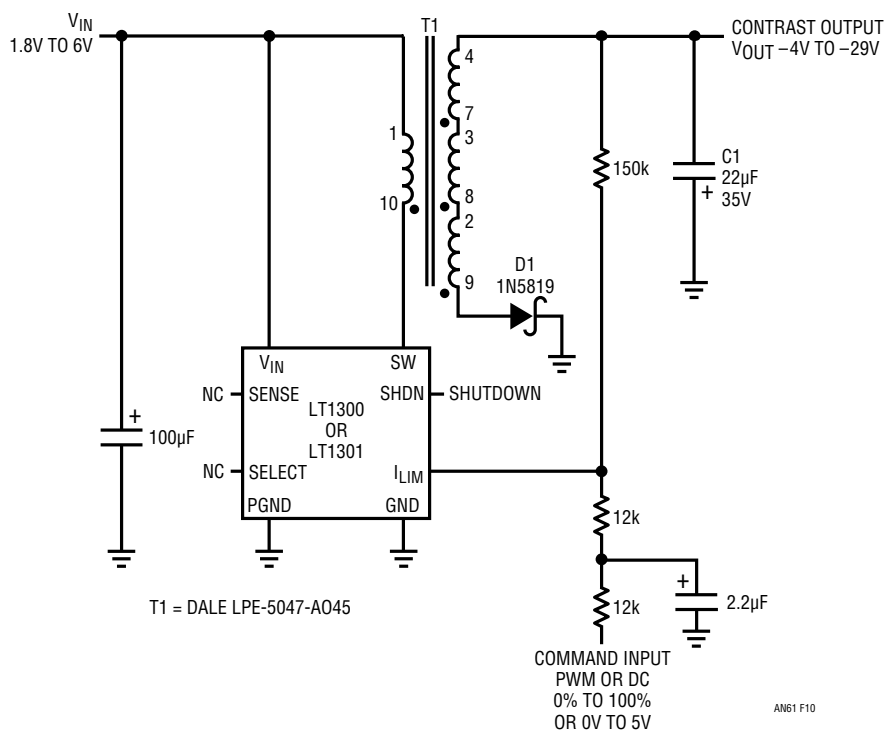 VIN
1.8V TO 6V
T1
CONTRAST OUTPUT
VOUT –4V TO –29V
4
7
1
3
10
8
2
9
150k
C1
22µF
+
35V
D1
1N5819
VIN
SW
NC
SENSE
SHDN
SHUTDOWN
LT1300
OR
LT1301
+
100µF
NC
SELECT
ILIM
PGND
GND
12k
+
12k
2.2µF
T1 = DALE LPE-5047-AO45
COMMAND INPUT
PWM OR DC
0% TO 100%
OR 0V TO 5V
AN61 F10